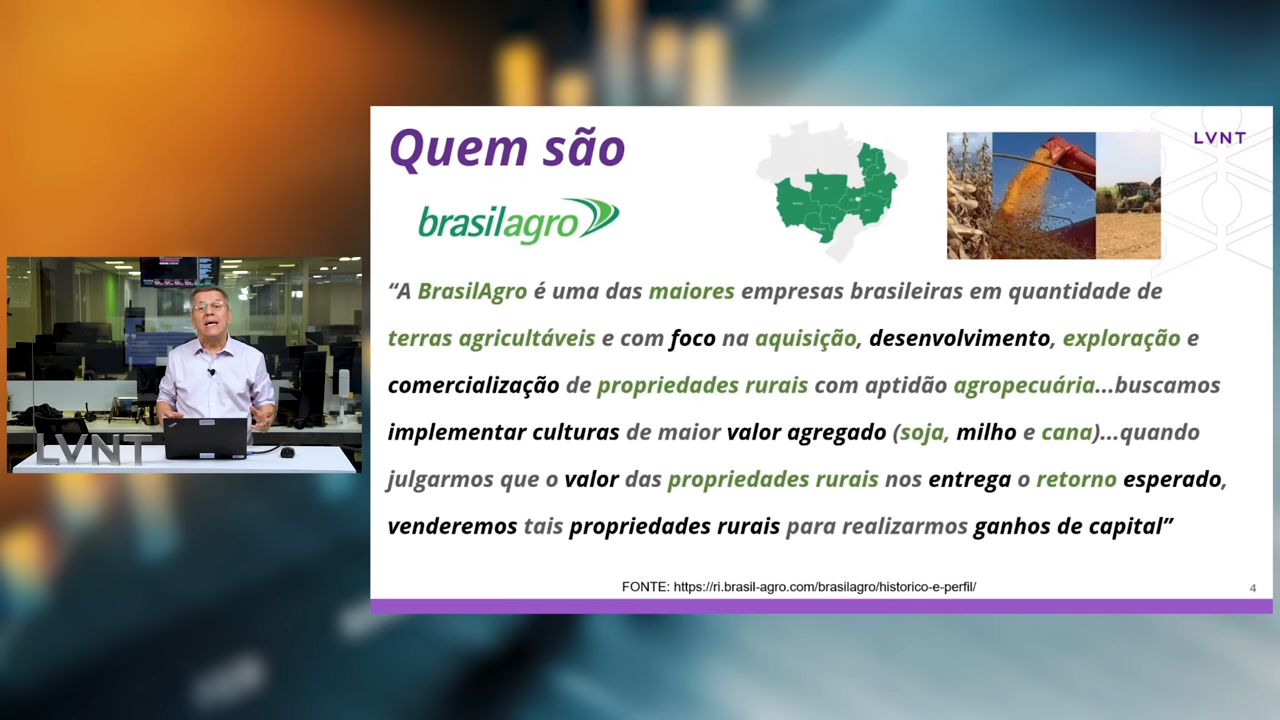 Quem são
LVNT
brasilagro
“A BrasilAgro é uma das maiores empresas brasileiras em quantidade de
terras agricultáveis e com foco na aquisição, desenvolvimento, exploração e
comercialização de propriedades rurais com aptidão agropecuária...buscamos
implementar culturas de maior valor agregado (soja, milho e cana)...quando
julgarmos que o valor das propriedades rurais nos entrega o retorno esperado,
venderemos tais propriedades rurais para realizarmos ganhos de capital”
FONTE: https://ri.brasil-agro.com/brasilagro/historico-e-perfil/
4
LVNT